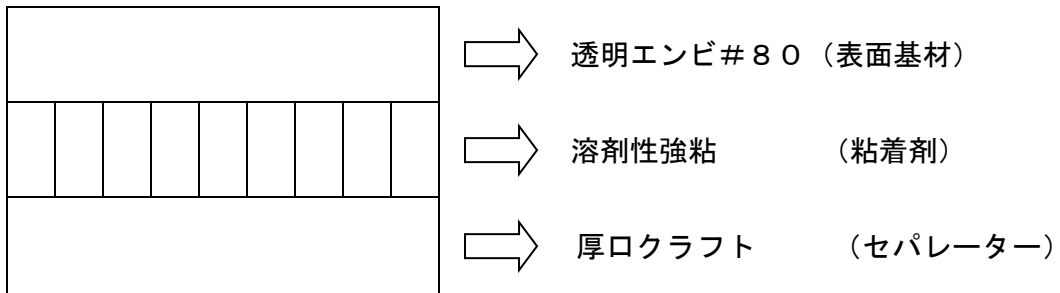 透明エンビ＃８０（表面基材）
溶剤性強粘　　　　（粘着剤）
厚口クラフト　　　（セパレーター）